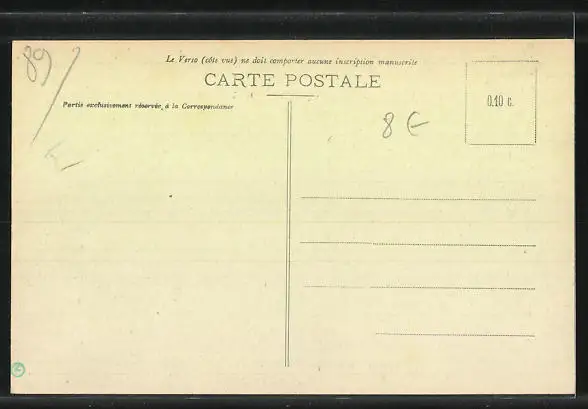 89
Le Verso (côté vue) ne doit comporter aucune inscription manuscrite
CARTE POSTALE
Partie exclusivement réservée à la Correspondance
0.10 c.
8 €